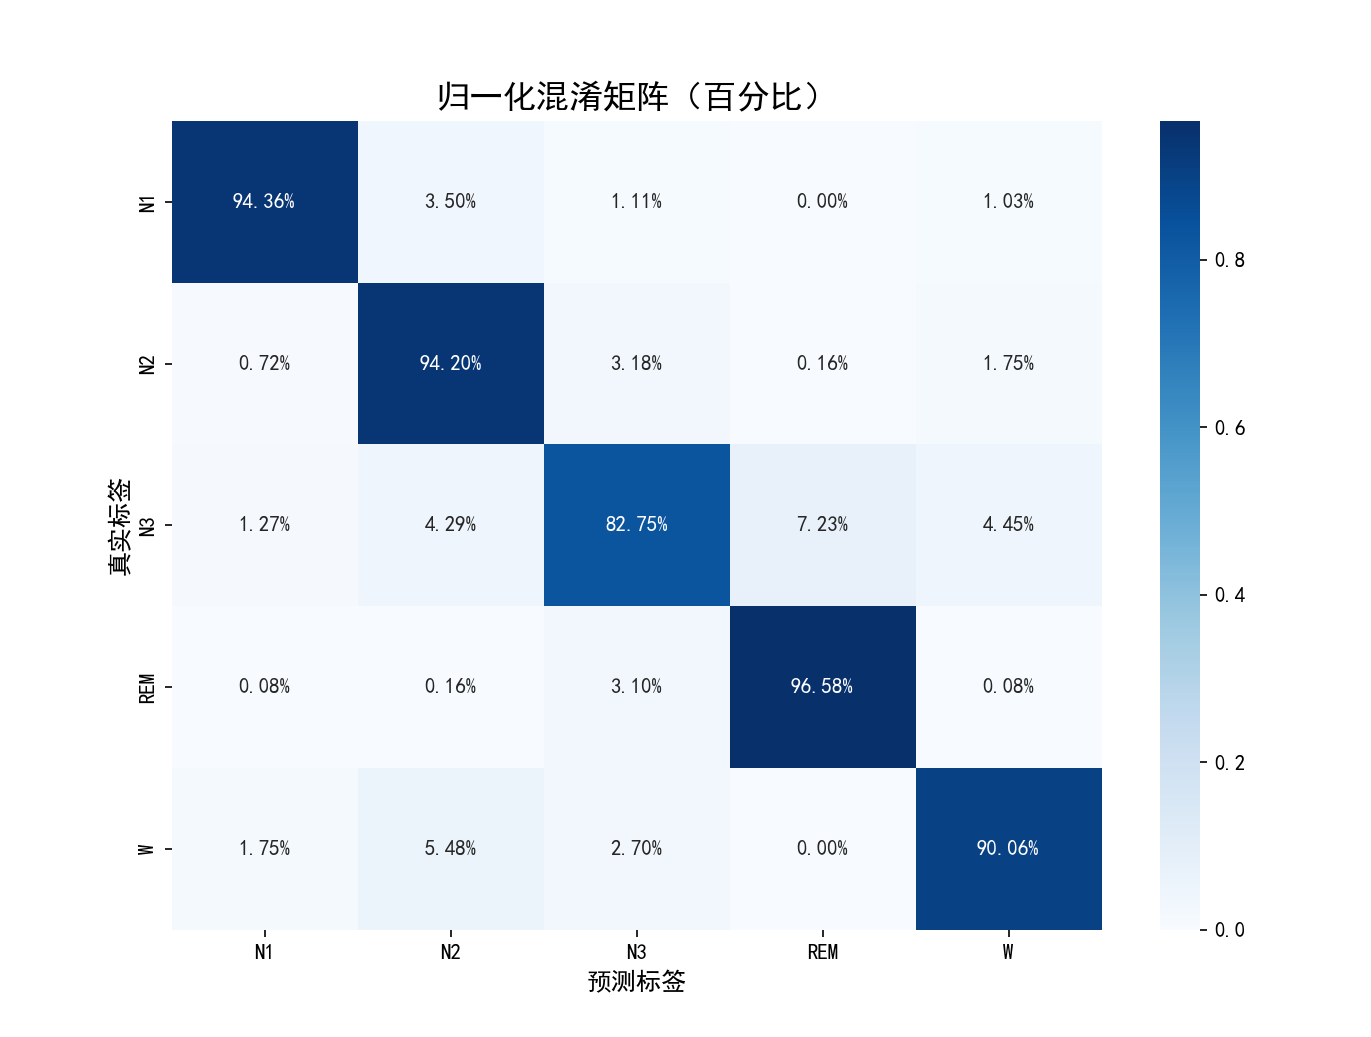 归一化混淆矩阵（百分比）
N1 94.36% 3.50% 1.11% 0.00% 1.03%
N2 0.72% 94.20% 3.18% 0.16% 1.75%
N3 1.27% 4.29% 82.75% 7.23% 4.45%
REM 0.08% 0.16% 3.10% 96.58% 0.08%
W 1.75% 5.48% 2.70% 0.00% 90.06%
真实标签
N1 N2 N3 REM W
预测标签
0.8
0.6
0.4
0.2
0.0